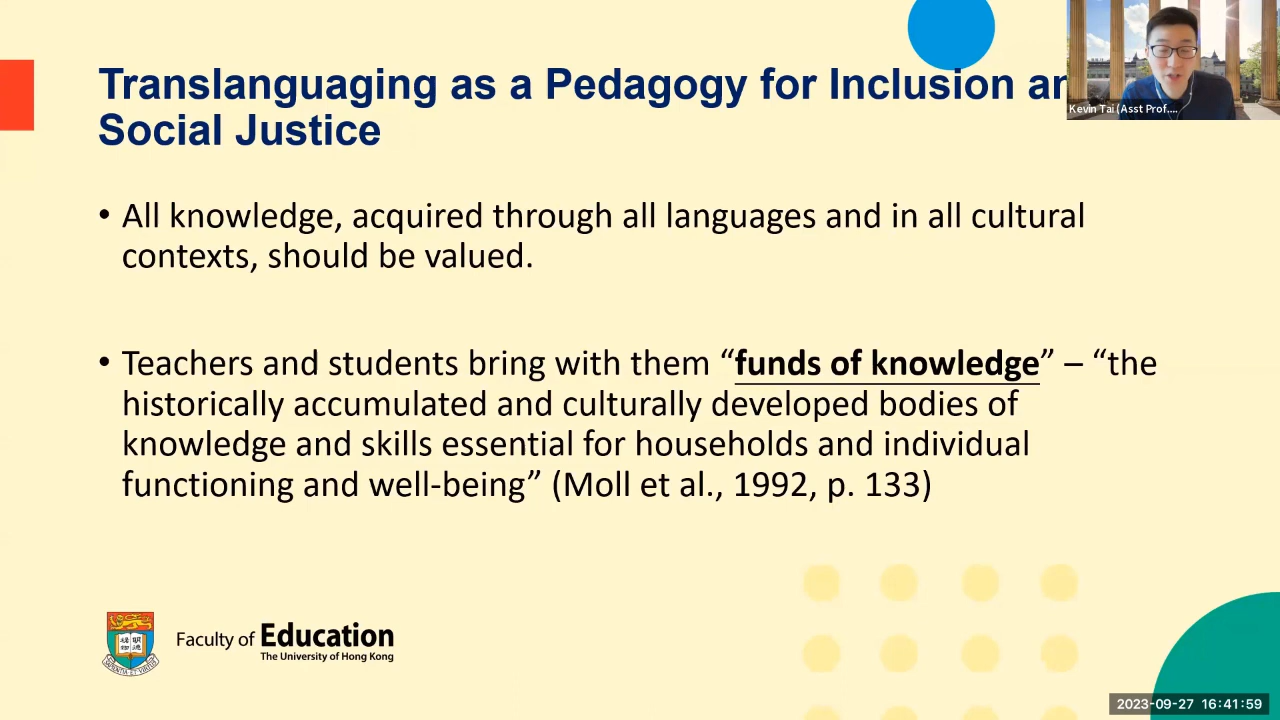 Translanguaging as a Pedagogy for Inclusion an
Social Justice
Kevin Tai (Asst Prof....
• All knowledge, acquired through all languages and in all cultural
contexts, should be valued.
• Teachers and students bring with them “funds of knowledge” – “the
historically accumulated and culturally developed bodies of
knowledge and skills essential for households and individual
functioning and well-being” (Moll et al., 1992, p. 133)
Faculty of Education
The University of Hong Kong
2023-09-27 16:41:59